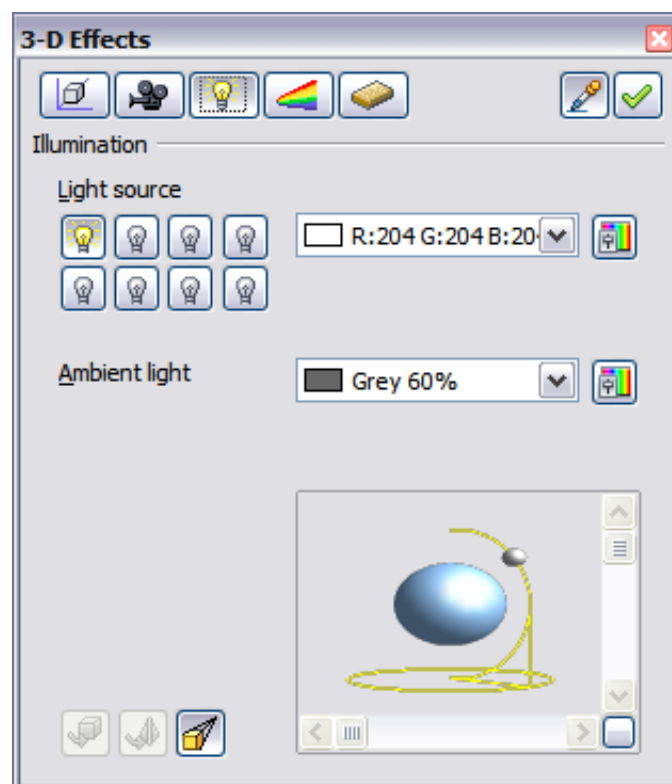 3-D Effects
Illumination
Light source
R:204 G:204 B:20
Ambient light
Grey 60%